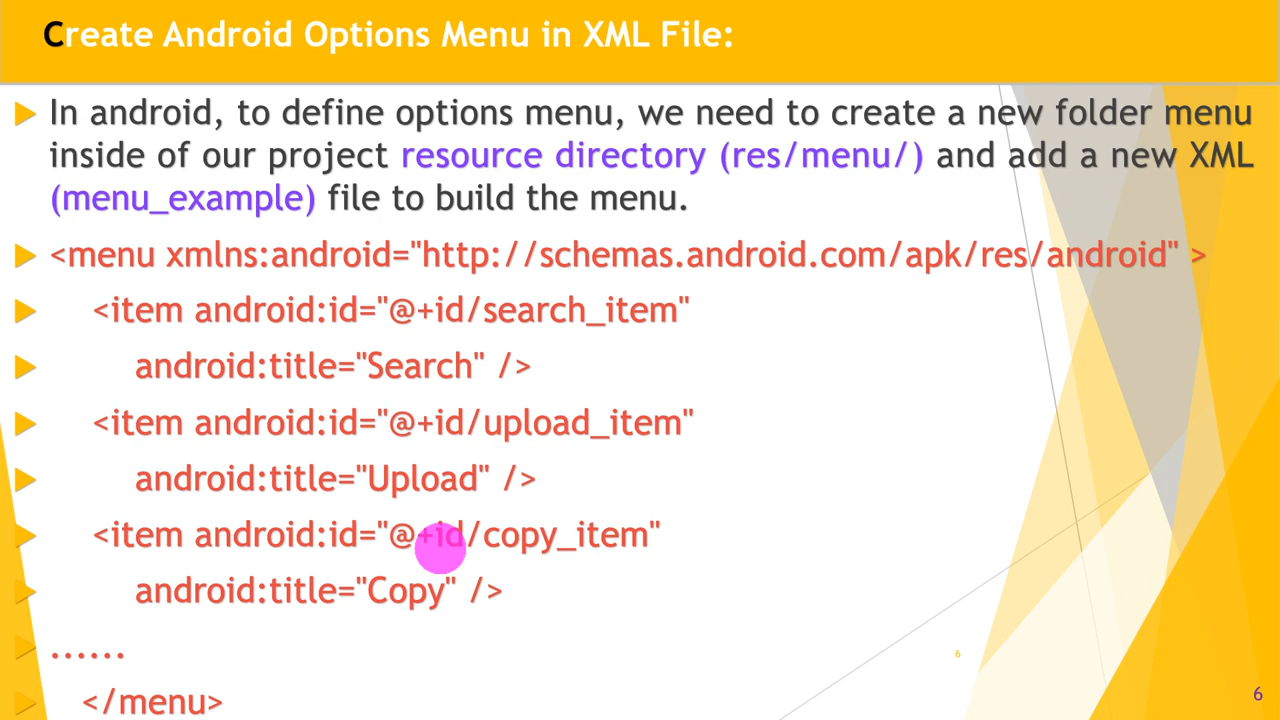 Create Android Options Menu in XML File:
In android, to define options menu, we need to create a new folder menu
inside of our project resource directory (res/menu/) and add a new XML
(menu_example) file to build the menu.
<menu xmlns:android="http://schemas.android.com/apk/res/android" >
<item android:id="@+id/search_item"
android:title="Search" />
<item android:id="@+id/upload_item"
android:title="Upload" />
<item android:id="@+id/copy_item"
android:title="Copy" />
......
</menu>
6
6